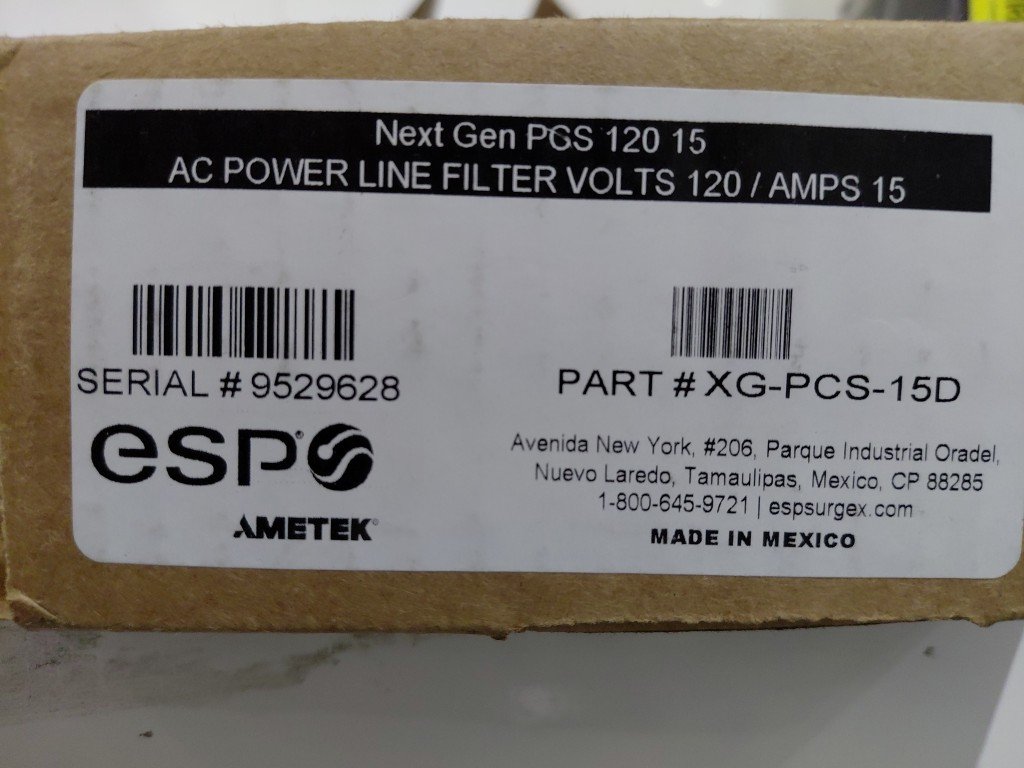 Next Gen PCS 120 15
AC POWER LINE FILTER VOLTS 120 / AMPS 15
SERIAL # 9529628
PART # XG-PCS-15D
esp®
AMETEK®
Avenida New York, #206, Parque Industrial Oradel,
Nuevo Laredo, Tamaulipas, Mexico, CP 88285
1-800-645-9721 | espsurgex.com
MADE IN MEXICO